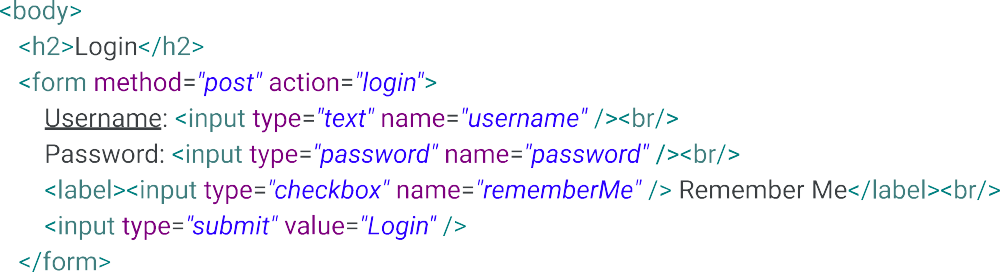 <body>
<h2>Login</h2>
<form method="post" action="login">
Username: <input type="text" name="username" /><br/>
Password: <input type="password" name="password" /><br/>
<label><input type="checkbox" name="rememberMe" /> Remember Me</label><br/>
<input type="submit" value="Login" />
</form>